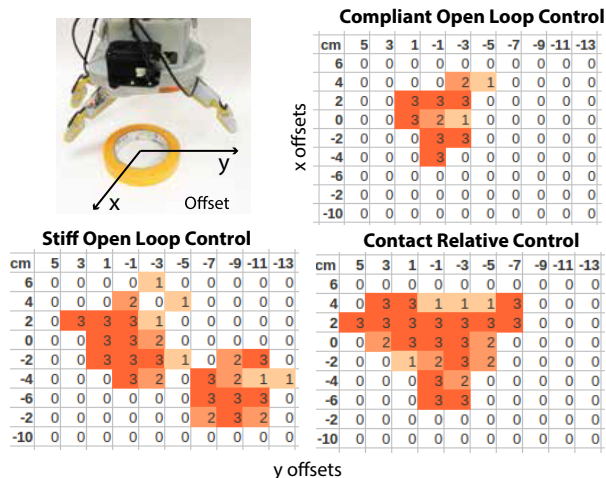 Compliant Open Loop Control
cm 5 3 1 -1 -3 -5 -7 -9 -11 -13
6 0 0 0 0 0 0 0 0 0 0
4 0 0 0 0 2 1 0 0 0 0
2 0 0 3 3 3 0 0 0 0 0
0 0 0 3 2 1 0 0 0 0 0
-2 0 0 0 3 3 0 0 0 0 0
-4 0 0 0 3 0 0 0 0 0 0
-6 0 0 0 0 0 0 0 0 0 0
-2 0 0 0 0 0 0 0 0 0 0
-10 0 0 0 0 0 0 0 0 0 0
x offsets
y
x
Offset
Stiff Open Loop Control
cm 5 3 1 -1 -3 -5 -7 -9 -11 -13
6 0 0 0 0 1 0 0 0 0 0
4 0 0 0 2 0 1 0 0 0 0
2 0 3 3 3 1 0 0 0 0 0
0 0 0 3 3 2 0 0 0 0 0
-2 0 0 3 3 3 1 0 2 3 0
-4 0 0 0 3 2 0 3 2 1 1
-6 0 0 0 0 0 0 3 3 3 0
-2 0 0 0 0 0 0 2 3 2 0
-10 0 0 0 0 0 0 0 0 0 0
Contact Relative Control
cm 5 3 1 -1 -3 -5 -7 -9 -11 -13
6 0 0 0 0 0 0 0 0 0 0
4 0 3 3 1 1 1 3 0 0 0
2 3 3 3 3 3 3 3 0 0 0
0 0 2 3 3 3 2 0 0 0 0
-2 0 0 1 2 3 2 0 0 0 0
-4 0 0 0 3 2 0 0 0 0 0
-6 0 0 0 3 3 0 0 0 0 0
-2 0 0 0 0 0 0 0 0 0 0
-10 0 0 0 0 0 0 0 0 0 0
y offsets